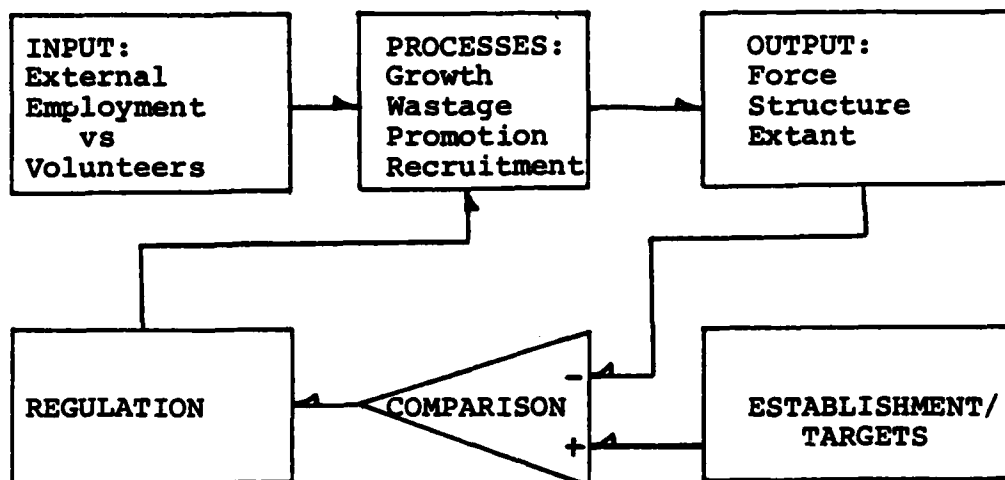 INPUT:
External
Employment
vs
Volunteers
PROCESSES:
Growth
Wastage
Promotion
Recruitment
OUTPUT:
Force
Structure
Extant
REGULATION
COMPARISON
-
+
ESTABLISHMENT/
TARGETS